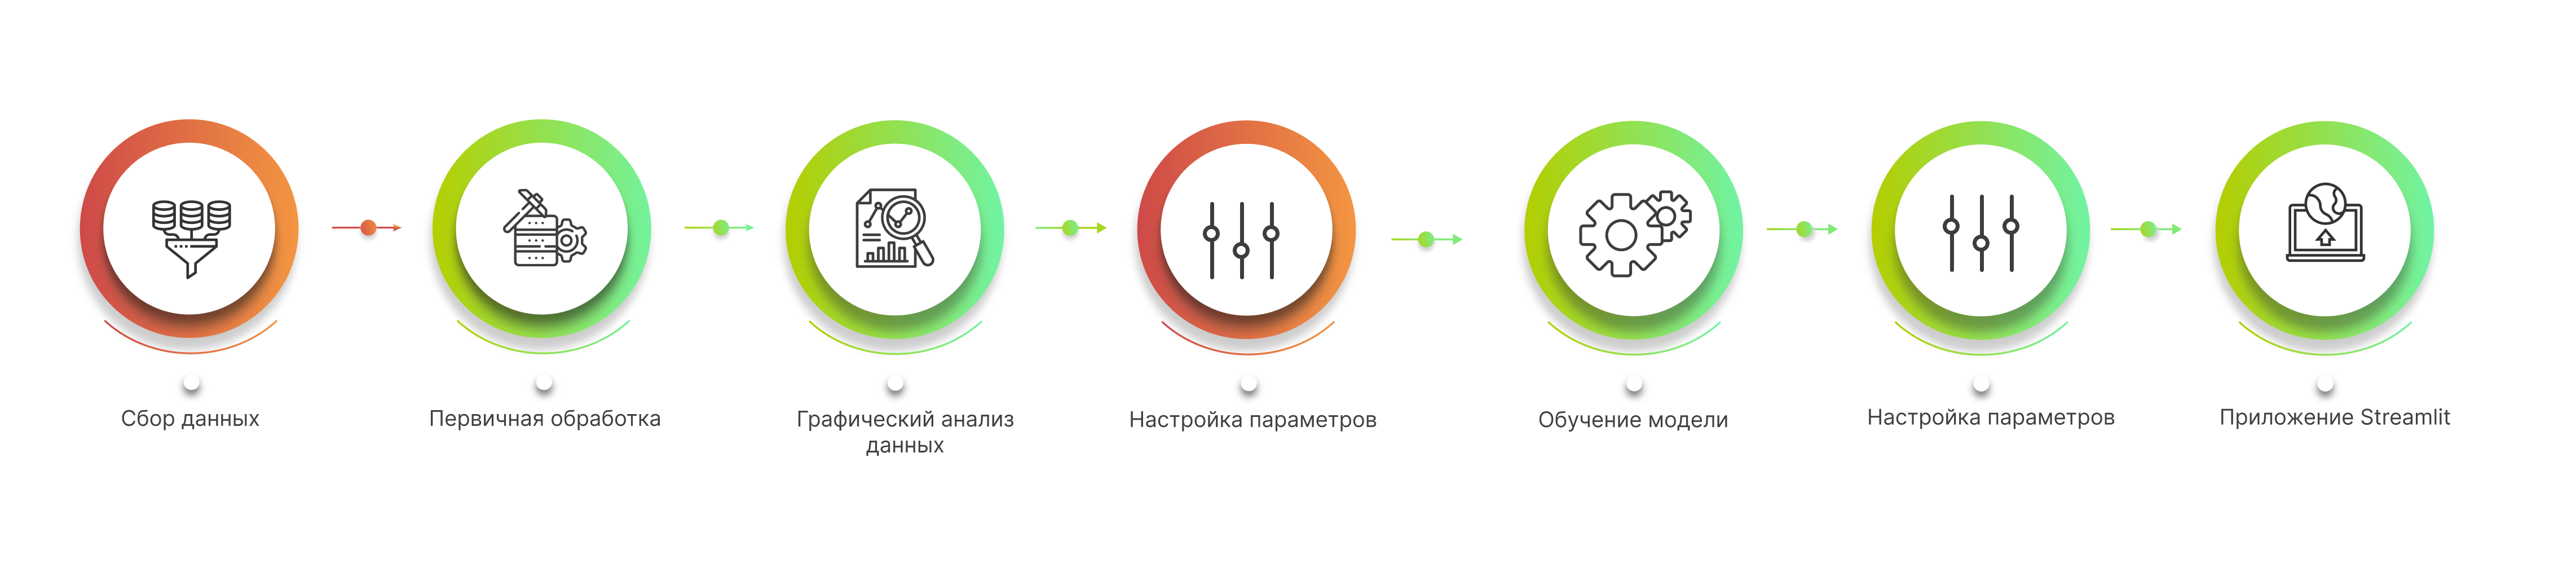 Сбор данных
Первичная обработка
Графический анализ
данных
Настройка параметров
Обучение модели
Настройка параметров
Приложение Streamlit